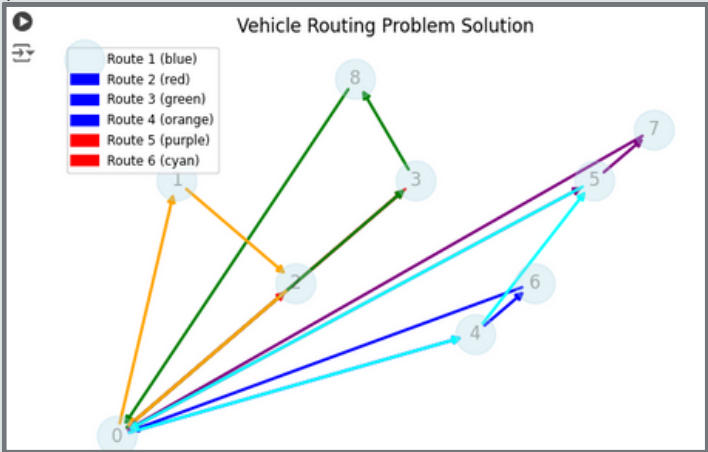 Vehicle Routing Problem Solution
Route 1 (blue)
Route 2 (red)
Route 3 (green)
Route 4 (orange)
Route 5 (purple)
Route 6 (cyan)
8
7
1
3
5
2
6
4
0